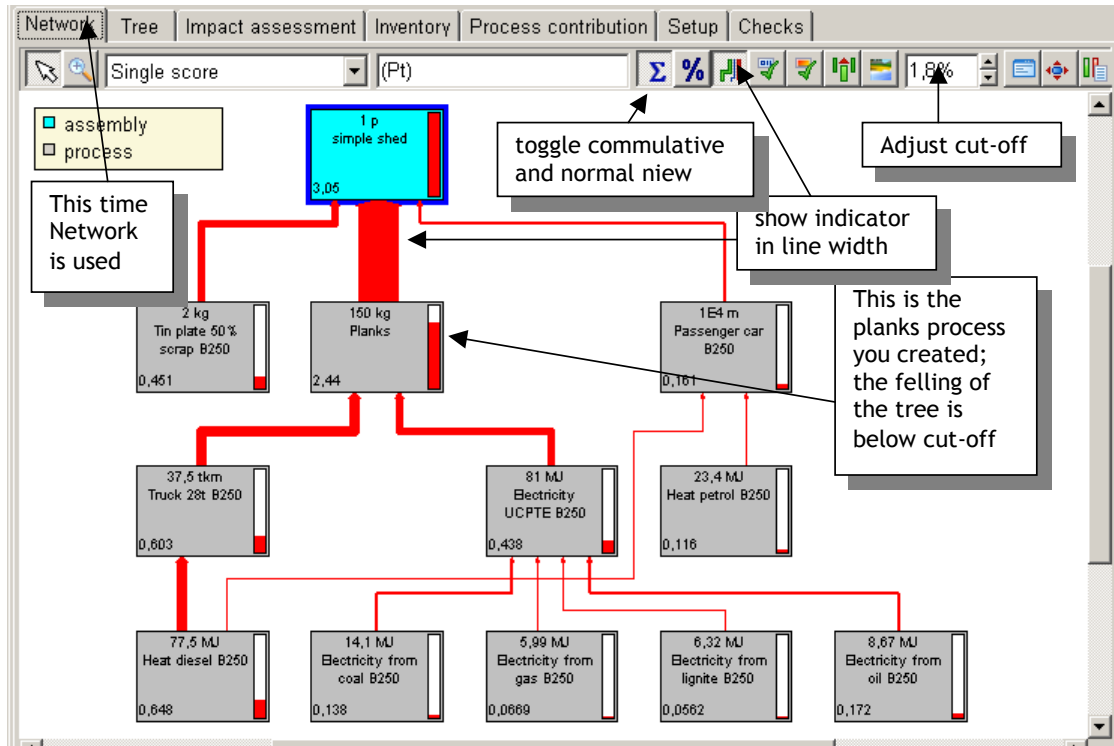 Network
Tree
Impact assessment
Inventory
Process contribution
Setup
Checks
Single score
(Pt)
Σ
%
1,8%
assembly
process
1 p
simple shed
3,05
toggle commulative
and normal niew
Adjust cut-off
This time
Network
is used
show indicator
in line width
This is the
planks process
you created;
the felling of
the tree is
below cut-off
2 kg
Tin plate 50%
scrap B250
0,451
150 kg
Planks
2,44
1E4 m
Passenger car
B250
0,161
37,5 tkm
Truck 28t B250
0,603
81 MJ
Electricity
UCPTE B250
0,438
23,4 MJ
Heat petrol B250
0,116
77,5 MJ
Heat diesel B250
0,648
14,1 MJ
Electricity from
coal B250
0,138
5,99 MJ
Electricity from
gas B250
0,0669
6,32 MJ
Electricity from
lignite B250
0,0562
8,67 MJ
Electricity from
oil B250
0,172